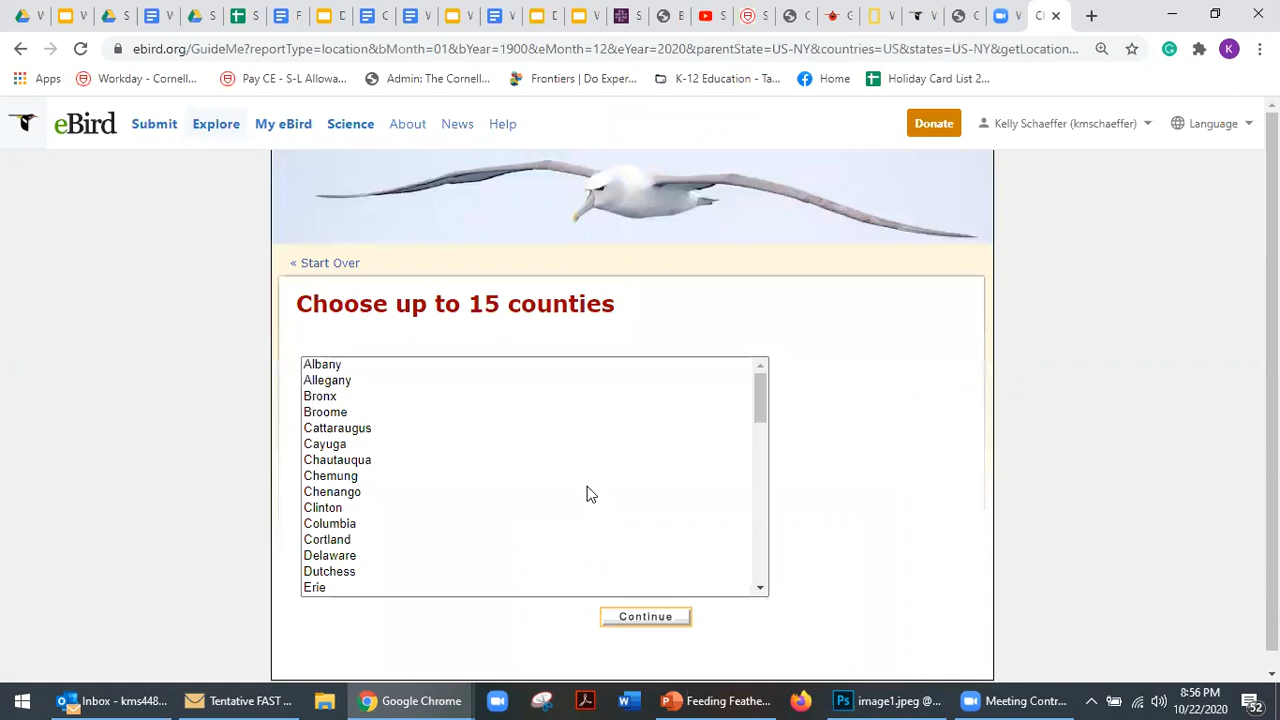 S
W
S
W
S
S
F
D
C
W
V
W
D
W
S
B
S
C
W
C
W
C
ebird.org/GuideMe?reportType=location&bMonth=01&bYear=1900&eMonth=12&eYear=2020&parentState=US-NY&countries=US&states=US-NY&getLocation...
K
Apps
Workday - Cornell...
Pay CE - S-L Allowa...
Admin: The Cornell...
Frontiers | Do Exper...
K-12 Education - Ta...
Home
Holiday Card List 2...
eBird
Submit
Explore
My eBird
Science
About
News
Help
Donate
Kelly Schaeffer (kmschaeffer)
Language
« Start Over
Choose up to 15 counties
Albany
Allegany
Bronx
Broome
Cattaraugus
Cayuga
Chautauqua
Chemung
Chenango
Clinton
Columbia
Cortland
Delaware
Dutchess
Erie
Continue
Inbox - kms448...
Tentative FAST ...
Google Chrome
Feeding Feathe...
image1.jpeg @...
Meeting Contr...
8:56 PM
10/22/2020
52